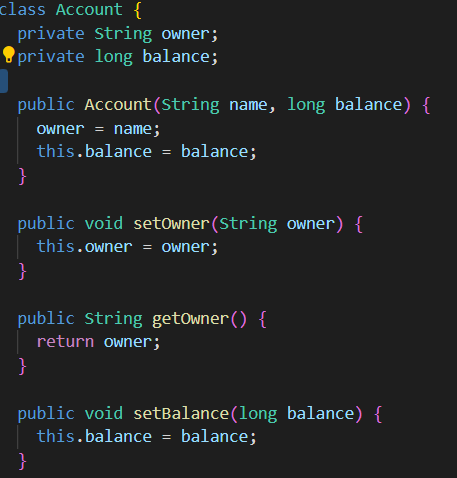 class Account {
private String owner;
private long balance;
public Account(String name, long balance) {
owner = name;
this.balance = balance;
}
public void setOwner(String owner) {
this.owner = owner;
}
public String getOwner() {
return owner;
}
public void setBalance(long balance) {
this.balance = balance;
}